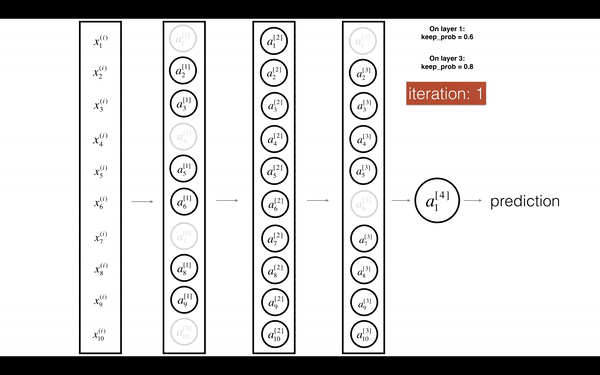 On layer 1:
keep_prob = 0.6
On layer 3:
keep_prob = 0.8
iteration: 1
x_1^{(i)} a_1^{[1]} a_1^{[2]} a_1^{[3]}
x_2^{(i)} a_2^{[1]} a_2^{[2]} a_2^{[3]}
x_3^{(i)} a_3^{[1]} a_3^{[2]} a_3^{[3]}
x_4^{(i)} a_4^{[1]} a_4^{[2]} a_4^{[3]}
x_5^{(i)} a_5^{[1]} a_5^{[2]} a_5^{[3]}
x_6^{(i)} a_6^{[1]} a_6^{[2]} a_6^{[3]} a_1^{[4]} prediction
x_7^{(i)} a_7^{[1]} a_7^{[2]} a_7^{[3]}
x_8^{(i)} a_8^{[1]} a_8^{[2]} a_8^{[3]}
x_9^{(i)} a_9^{[1]} a_9^{[2]} a_9^{[3]}
x_{10}^{(i)} a_{10}^{[1]} a_{10}^{[2]} a_{10}^{[3]}